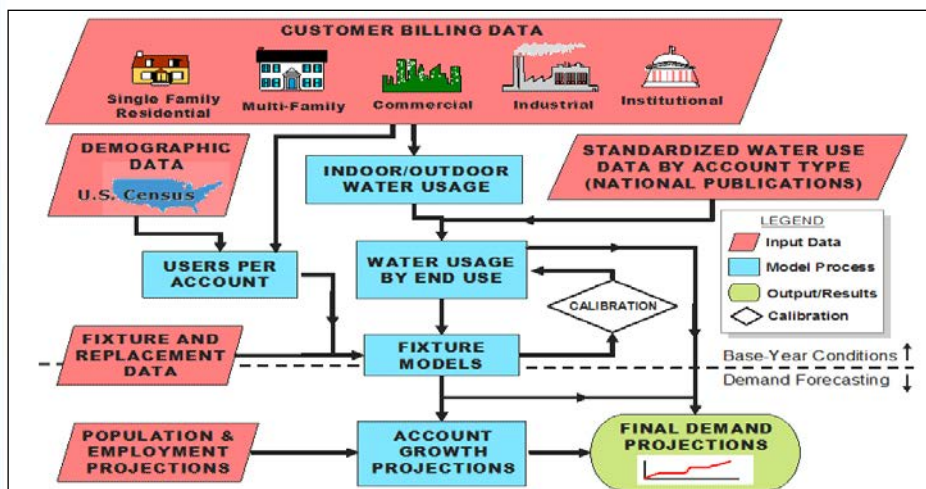 CUSTOMER BILLING DATA
Single Family
Residential
Multi-Family
Commercial
Industrial
Institutional
DEMOGRAPHIC
DATA
U.S. Census
INDOOR/OUTDOOR
WATER USAGE
STANDARDIZED WATER USE
DATA BY ACCOUNT TYPE
(NATIONAL PUBLICATIONS)
LEGEND
Input Data
Model Process
Output/Results
Calibration
USERS PER
ACCOUNT
WATER USAGE
BY END USE
CALIBRATION
FIXTURE AND
REPLACEMENT
DATA
FIXTURE
MODELS
Base-Year Conditions ↑
Demand Forecasting ↓
POPULATION &
EMPLOYMENT
PROJECTIONS
ACCOUNT
GROWTH
PROJECTIONS
FINAL DEMAND
PROJECTIONS